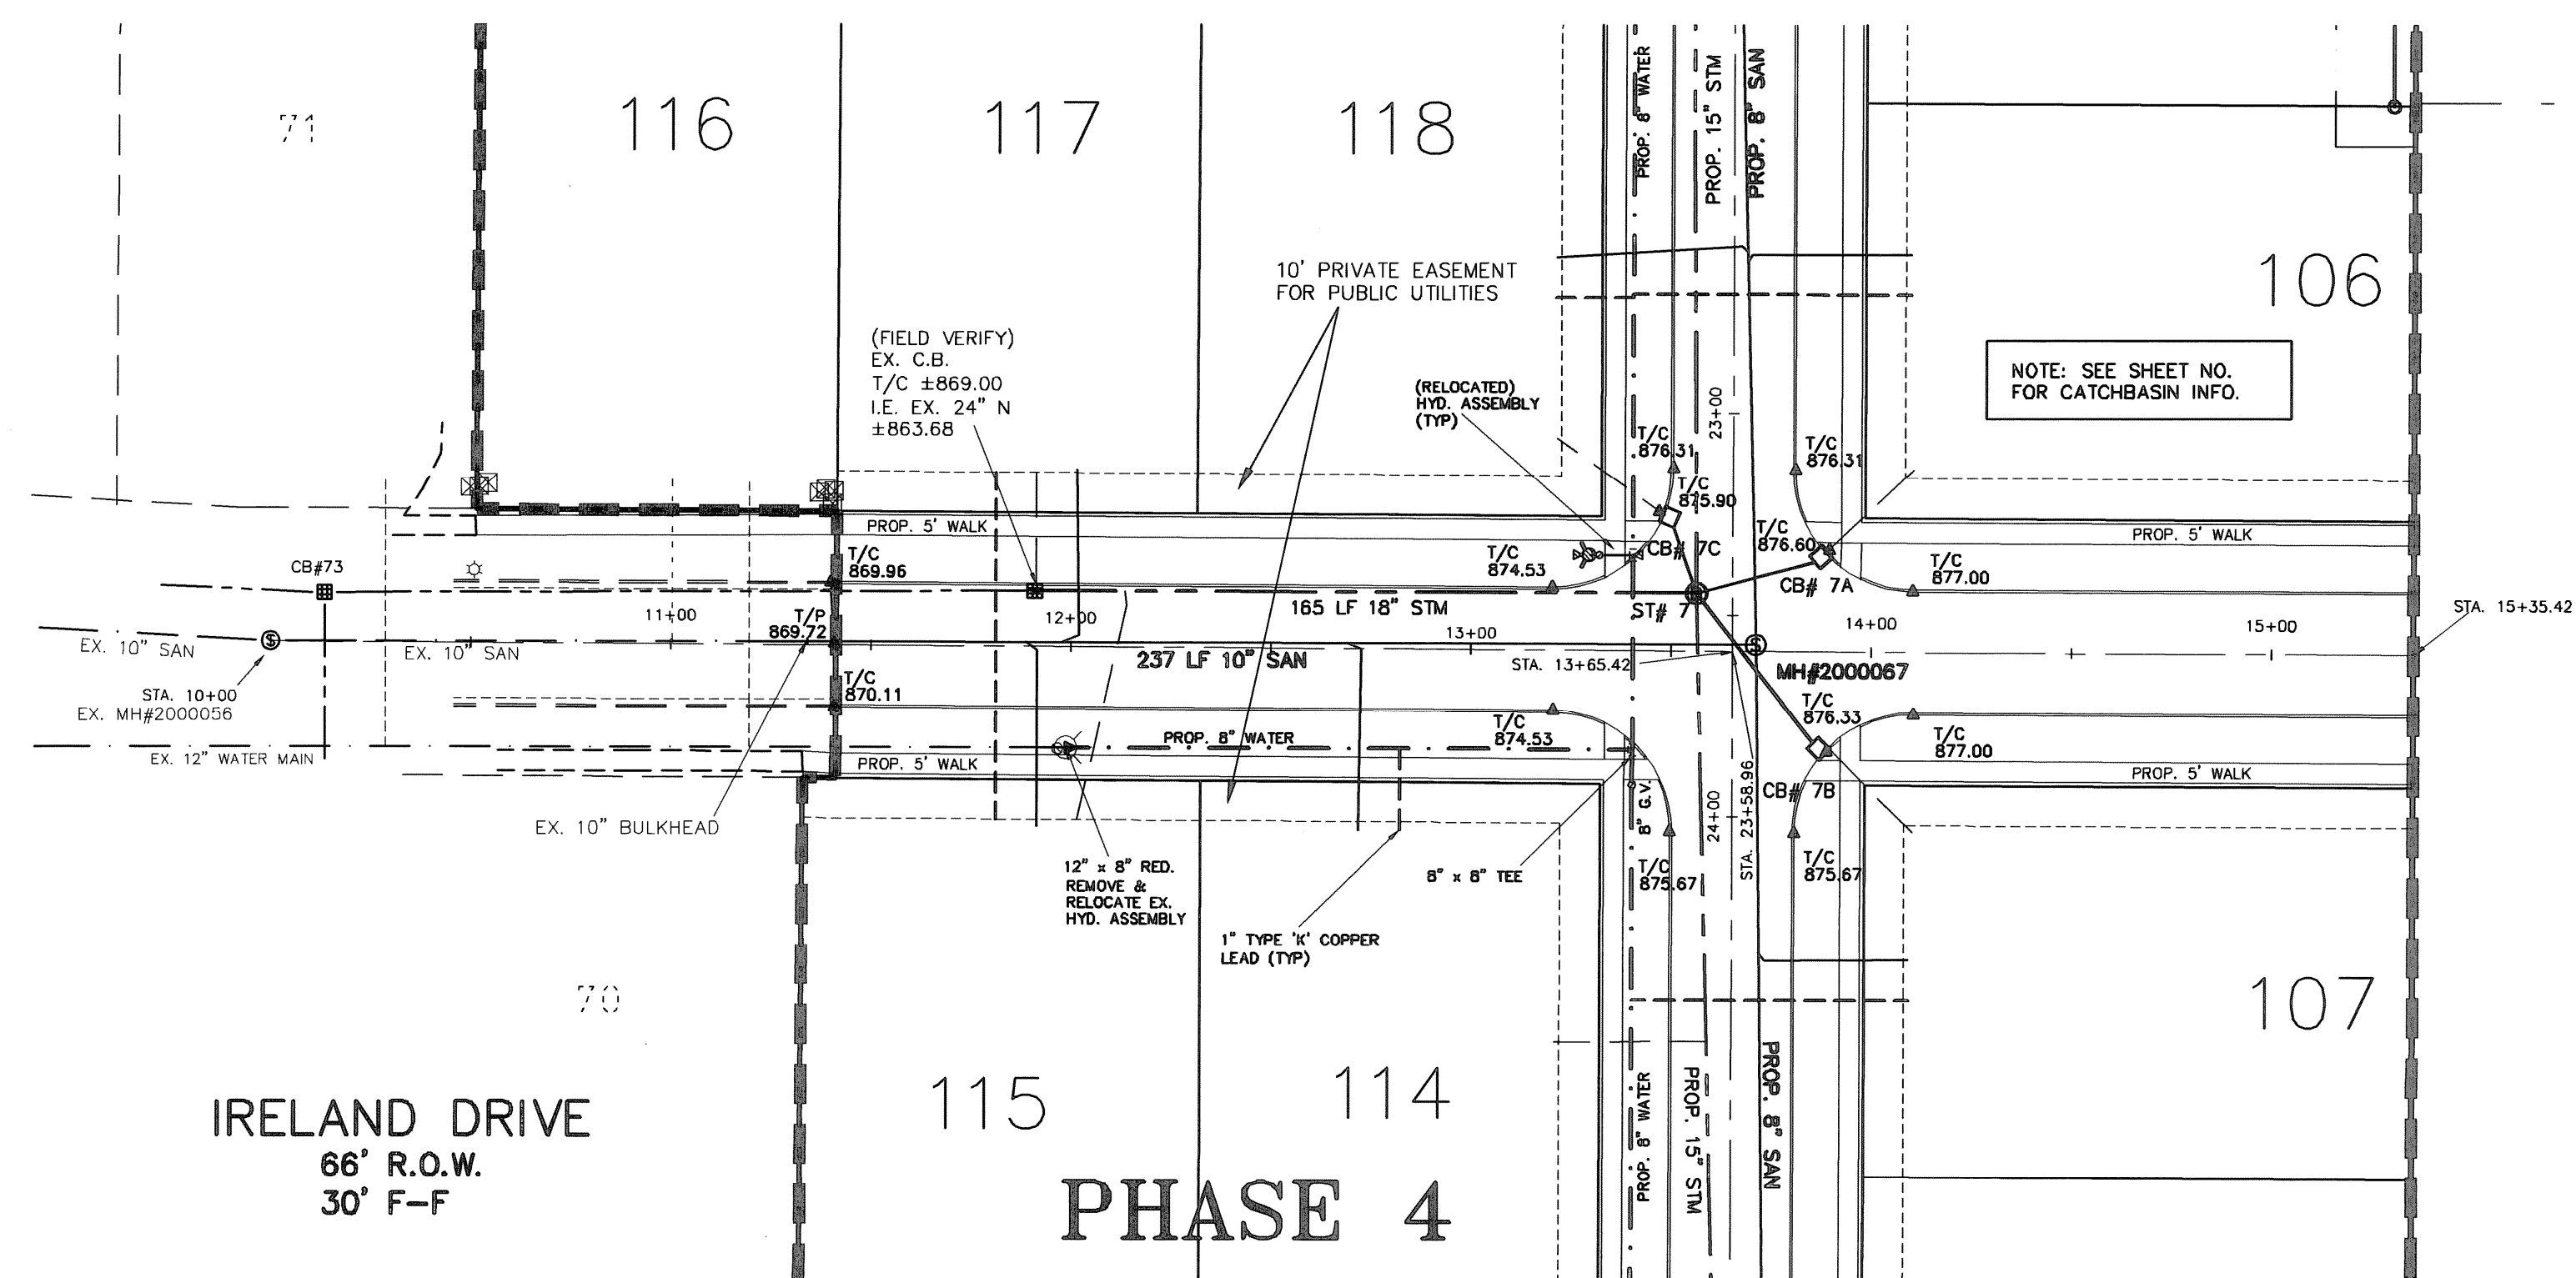 71
116
117
118
106
PROP. 8" WATER
PROP. 15" STM
PROP. 8" SAN
10' PRIVATE EASEMENT
FOR PUBLIC UTILITIES
(FIELD VERIFY)
EX. C.B.
T/C ±869.00
I.E. EX. 24" N
±863.68
(RELOCATED)
HYD. ASSEMBLY
(TYP)
NOTE: SEE SHEET NO.
FOR CATCHBASIN INFO.
23+00
T/C
876.31
T/C
876.31
T/C
875.90
T/C
876.60
PROP. 5' WALK
PROP. 5' WALK
CB#73
T/C
869.96
T/C
874.53
CB# 7C
CB# 7A
T/C
877.00
11+00
12+00
165 LF 18" STM
ST# 7
13+00
14+00
15+00
STA. 15+35.42
T/P
869.72
EX. 10" SAN
EX. 10" SAN
237 LF 10" SAN
STA. 13+65.42
MH#2000067
STA. 10+00
EX. MH#2000056
T/C
870.11
T/C
874.53
T/C
876.33
T/C
877.00
EX. 12" WATER MAIN
PROP. 8" WATER
PROP. 5' WALK
PROP. 5' WALK
CB# 7B
8" G.V.
24+00
STA. 23+58.96
EX. 10" BULKHEAD
12" x 8" RED.
REMOVE &
RELOCATE EX.
HYD. ASSEMBLY
8" x 8" TEE
T/C
875.67
T/C
875.67
1" TYPE 'K' COPPER
LEAD (TYP)
70
115
114
107
PROP. 8" WATER
PROP. 15" STM
PROP. 8" SAN
IRELAND DRIVE
66' R.O.W.
30' F-F
PHASE 4